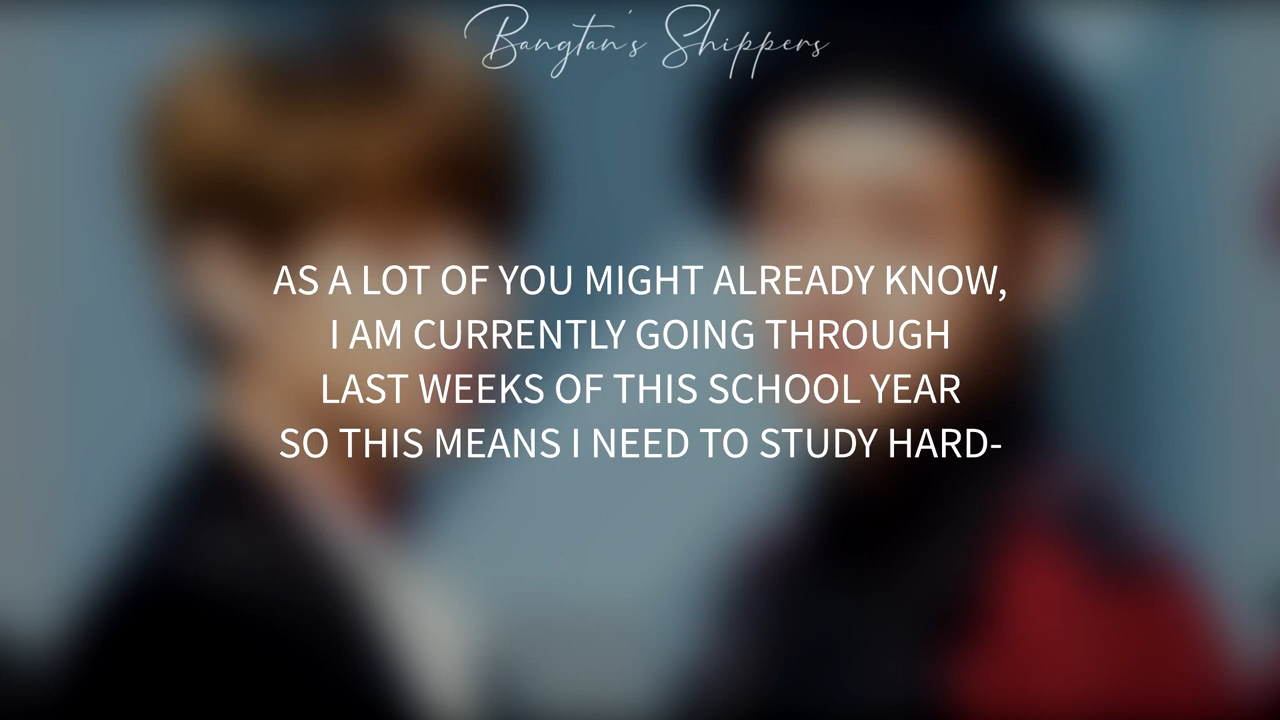 Bangtan's Shippers
AS A LOT OF YOU MIGHT ALREADY KNOW,
I AM CURRENTLY GOING THROUGH
LAST WEEKS OF THIS SCHOOL YEAR
SO THIS MEANS I NEED TO STUDY HARD-